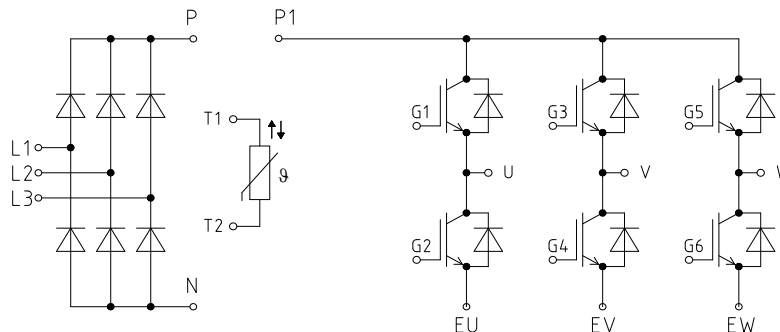 P P1
T1
G1 G3 G5
L1
L2
L3
ϑ
U V
T2
G2 G4 G6
N
EU EV EW